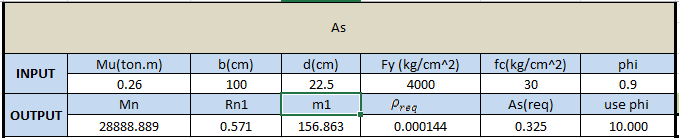 As
INPUT Mu(ton.m) b(cm) d(cm) Fy (kg/cm^2) fc(kg/cm^2) phi
0.26 100 22.5 4000 30 0.9
OUTPUT Mn Rn1 m1 ρreq As(req) use phi
28888.889 0.571 156.863 0.000144 0.325 10.000